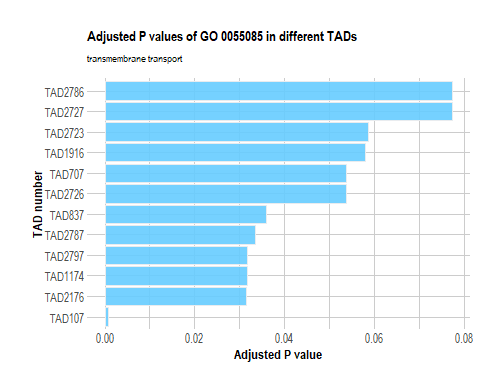 Adjusted P values of GO 0055085 in different TADs
transmembrane transport
TAD number
TAD2786
TAD2727
TAD2723
TAD1916
TAD707
TAD2726
TAD837
TAD2787
TAD2797
TAD1174
TAD2176
TAD107
0.00 0.02 0.04 0.06 0.08
Adjusted P value